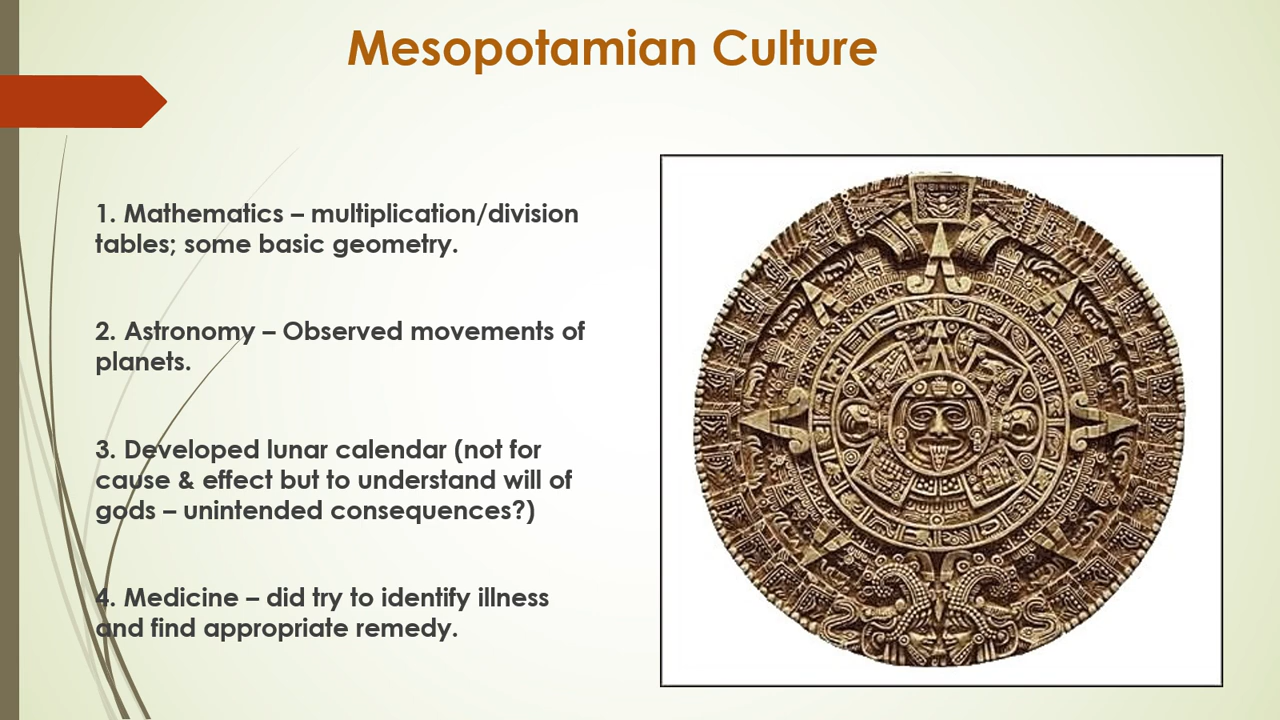 Mesopotamian Culture
1. Mathematics – multiplication/division
tables; some basic geometry.
2. Astronomy – Observed movements of
planets.
3. Developed lunar calendar (not for
cause & effect but to understand will of
gods – unintended consequences?)
4. Medicine – did try to identify illness
and find appropriate remedy.